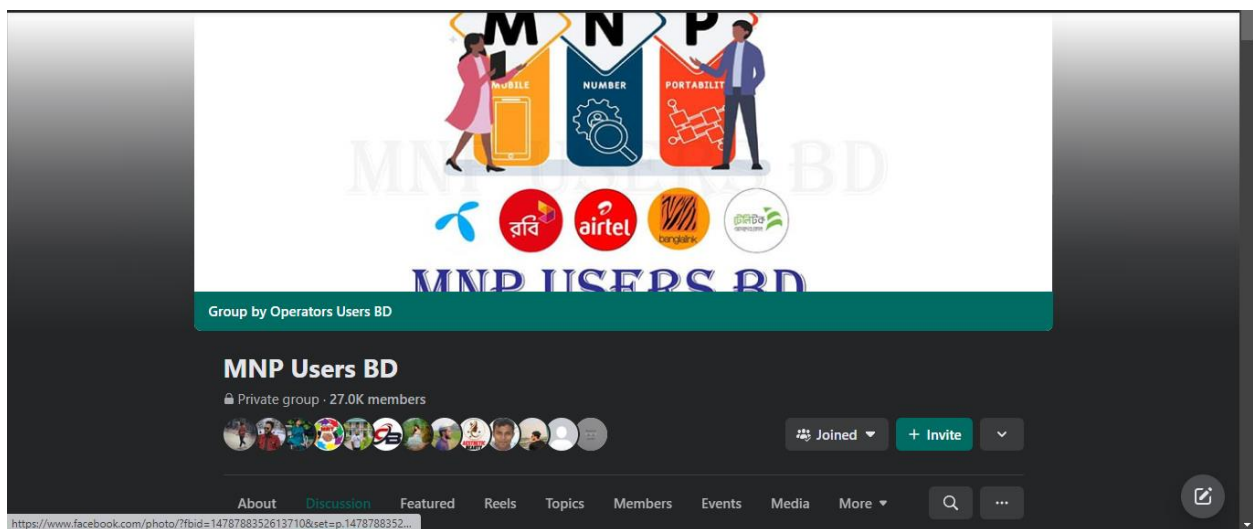 M N P
MOBILE NUMBER PORTABILIT
MNP USERS BD
রবি airtel banglalink টেলিটক
MNP USERS BD
Group by Operators Users BD
MNP Users BD
Private group · 27.0K members
Joined + Invite
About Discussion Featured Reels Topics Members Events Media More
https://www.facebook.com/photo/?fbid=1478788352613710&set=p.1478788352...